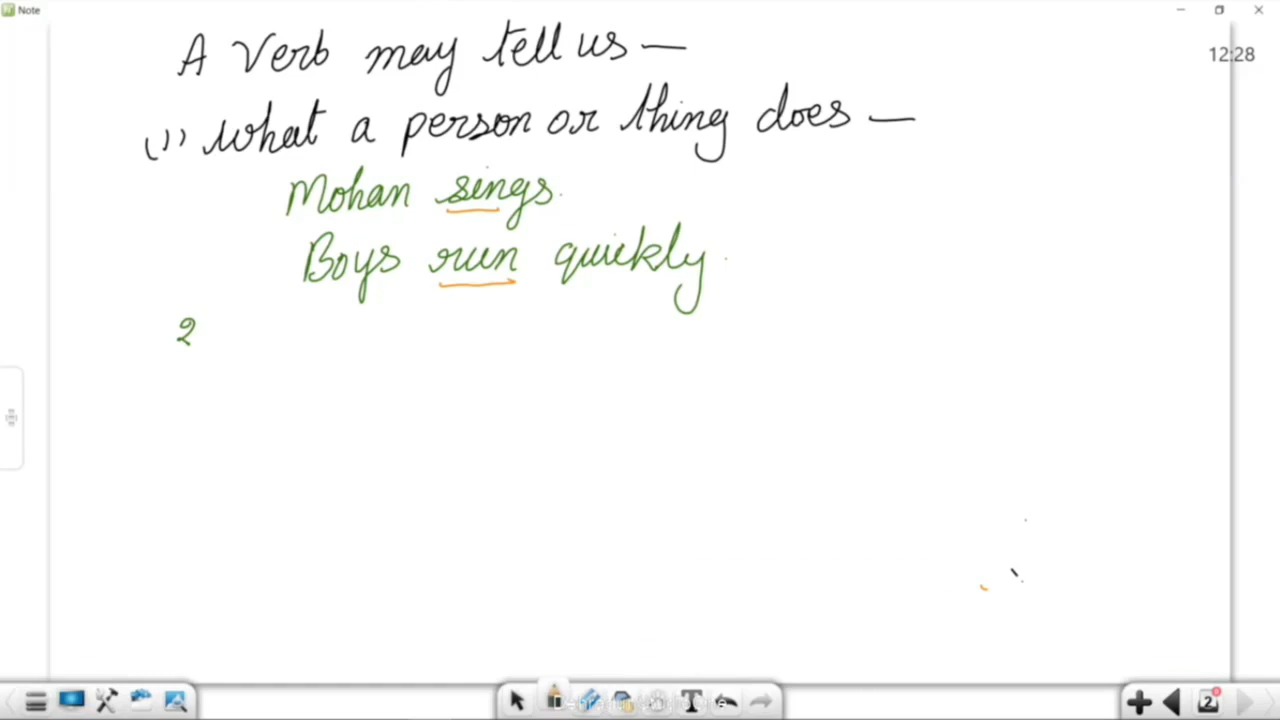 Note
12:28
A Verb may tell us —
(1) What a person or thing does —
Mohan sings.
Boys run quickly.
2
2